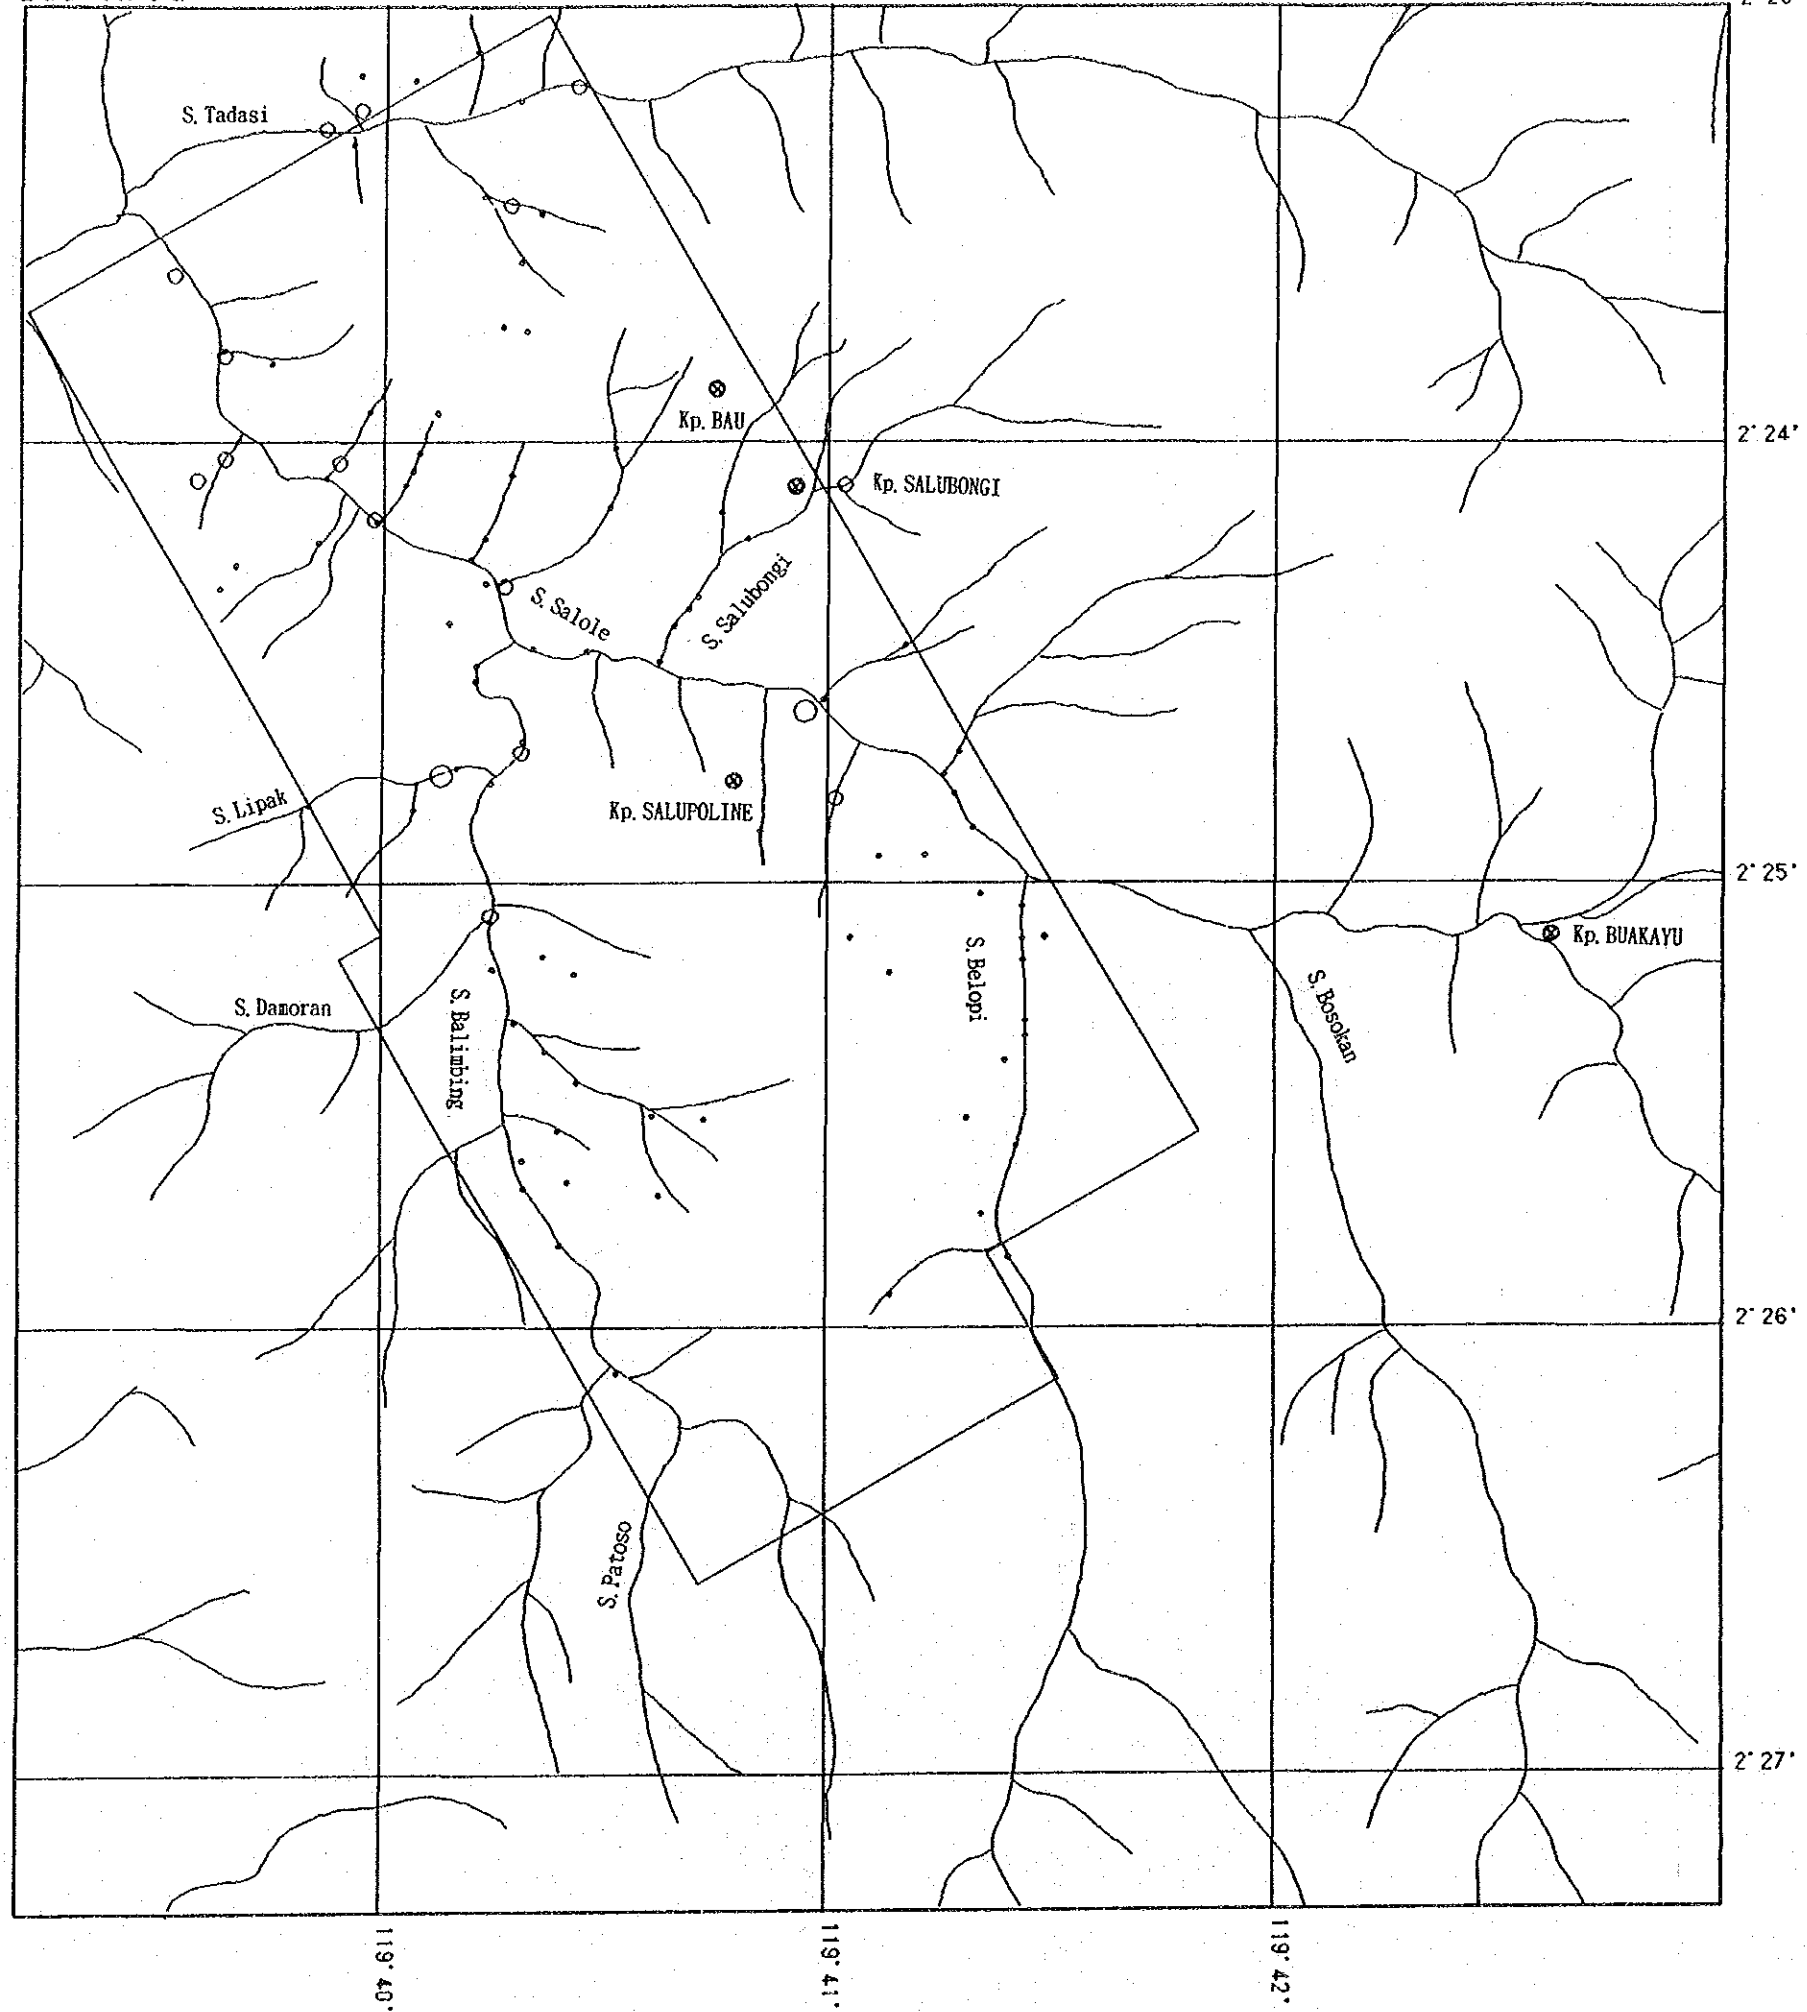 S. Tadasi
Kp. BAU
2° 24'
Kp. SALUBONGI
S. Salole
S. Salubongi
S. Lipak
Kp. SALUPOLINE
2° 25'
Kp. BUAKAYU
S. Damoran
S. Balimbing
S. Belopi
S. Bosokan
2° 26'
S. Patoso
2° 27'
119° 40'
119° 41'
119° 42'